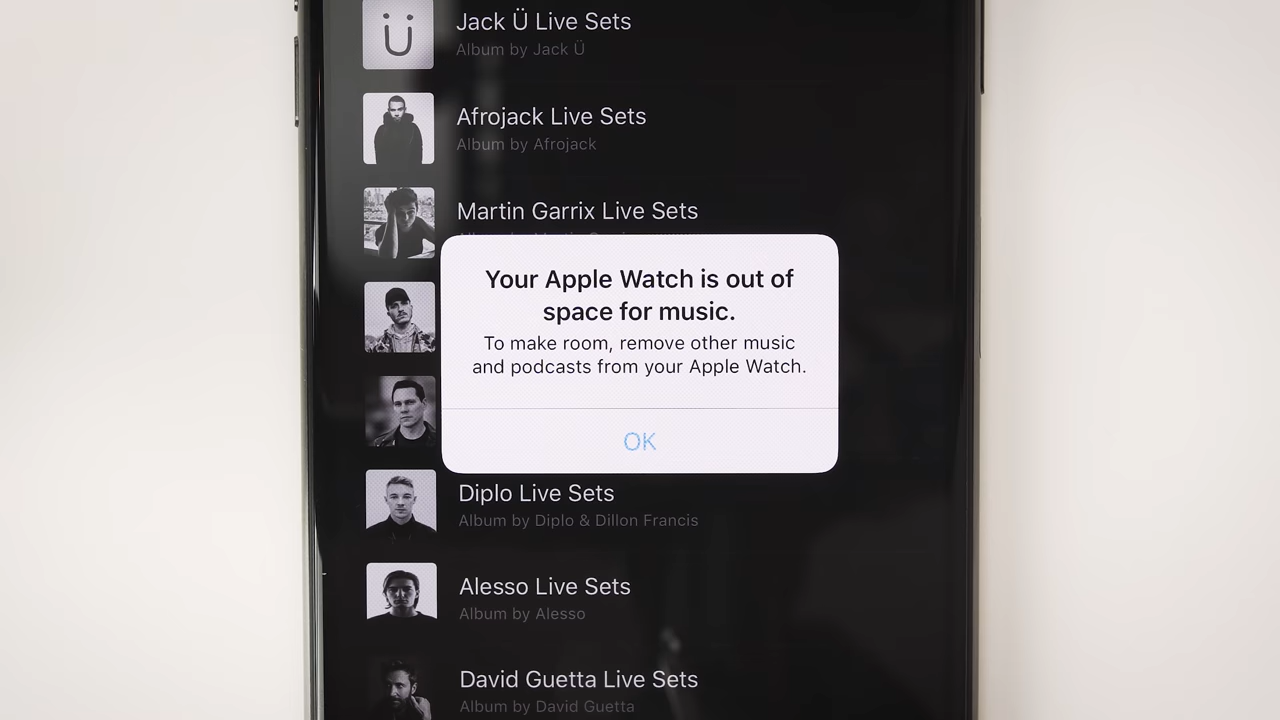 Ü
Jack Ü Live Sets
Album by Jack Ü
Afrojack Live Sets
Album by Afrojack
Martin Garrix Live Sets
Your Apple Watch is out of
space for music.
To make room, remove other music
and podcasts from your Apple Watch.
OK
Diplo Live Sets
Album by Diplo & Dillon Francis
Alesso Live Sets
Album by Alesso
David Guetta Live Sets
Album by David Guetta